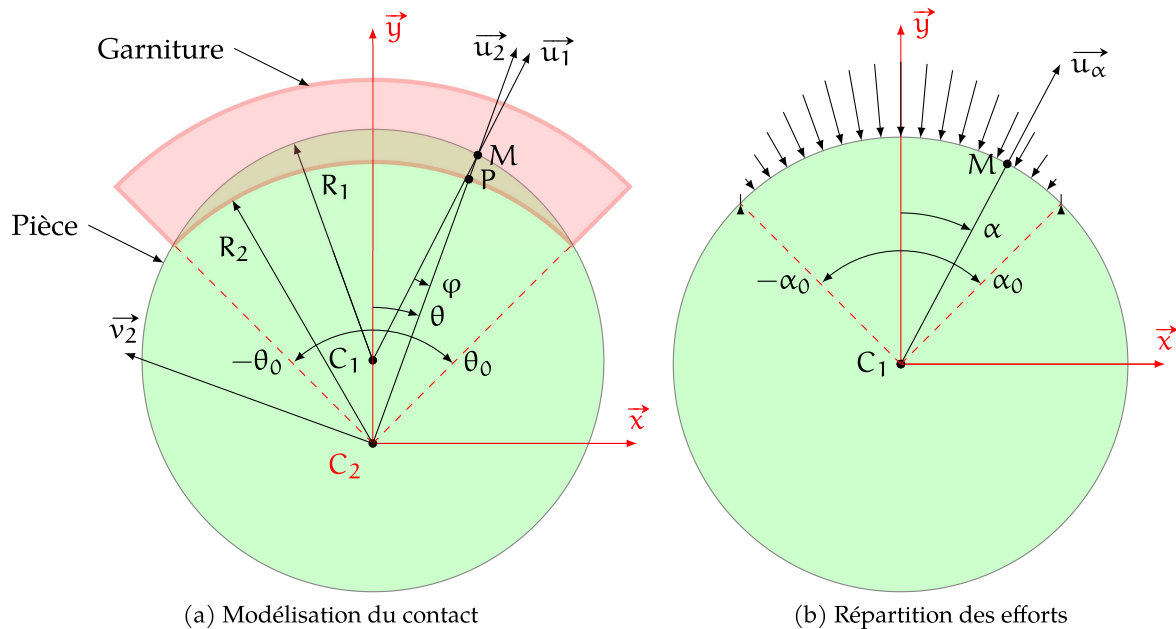 Garniture
Pièce
y⃗
u₂⃗
u₁⃗
M
P
R₁
R₂
φ
θ
−θ₀
θ₀
C₁
v₂⃗
x⃗
C₂
(a) Modélisation du contact
y⃗
u_α⃗
M
α
−α₀
α₀
C₁
x⃗
(b) Répartition des efforts